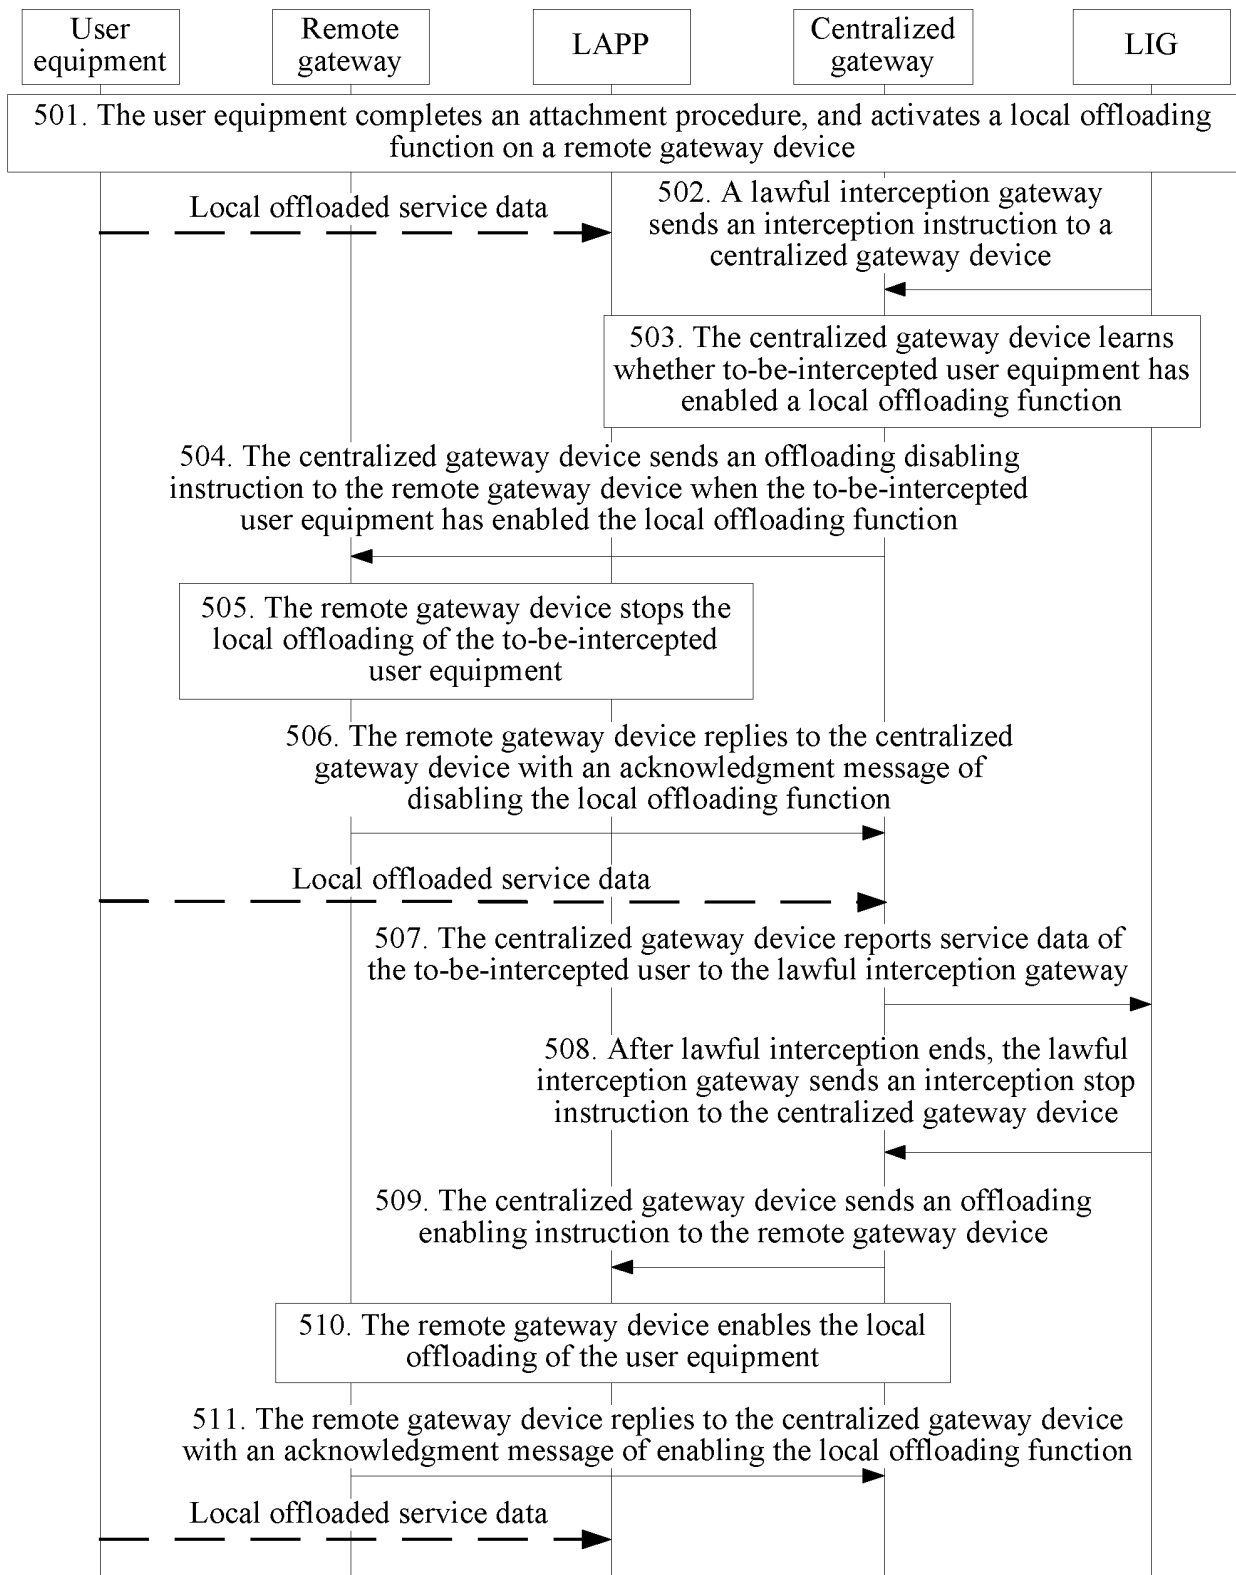 User
equipment
Remote
gateway
LAPP
Centralized
gateway
LIG
501. The user equipment completes an attachment procedure, and activates a local offloading
function on a remote gateway device
Local offloaded service data
502. A lawful interception gateway
sends an interception instruction to a
centralized gateway device
503. The centralized gateway device learns
whether to-be-intercepted user equipment has
enabled a local offloading function
504. The centralized gateway device sends an offloading disabling
instruction to the remote gateway device when the to-be-intercepted
user equipment has enabled the local offloading function
505. The remote gateway device stops the
local offloading of the to-be-intercepted
user equipment
506. The remote gateway device replies to the centralized
gateway device with an acknowledgment message of
disabling the local offloading function
Local offloaded service data
507. The centralized gateway device reports service data of
the to-be-intercepted user to the lawful interception gateway
508. After lawful interception ends, the lawful
interception gateway sends an interception stop
instruction to the centralized gateway device
509. The centralized gateway device sends an offloading
enabling instruction to the remote gateway device
510. The remote gateway device enables the local
offloading of the user equipment
511. The remote gateway device replies to the centralized gateway device
with an acknowledgment message of enabling the local offloading function
Local offloaded service data